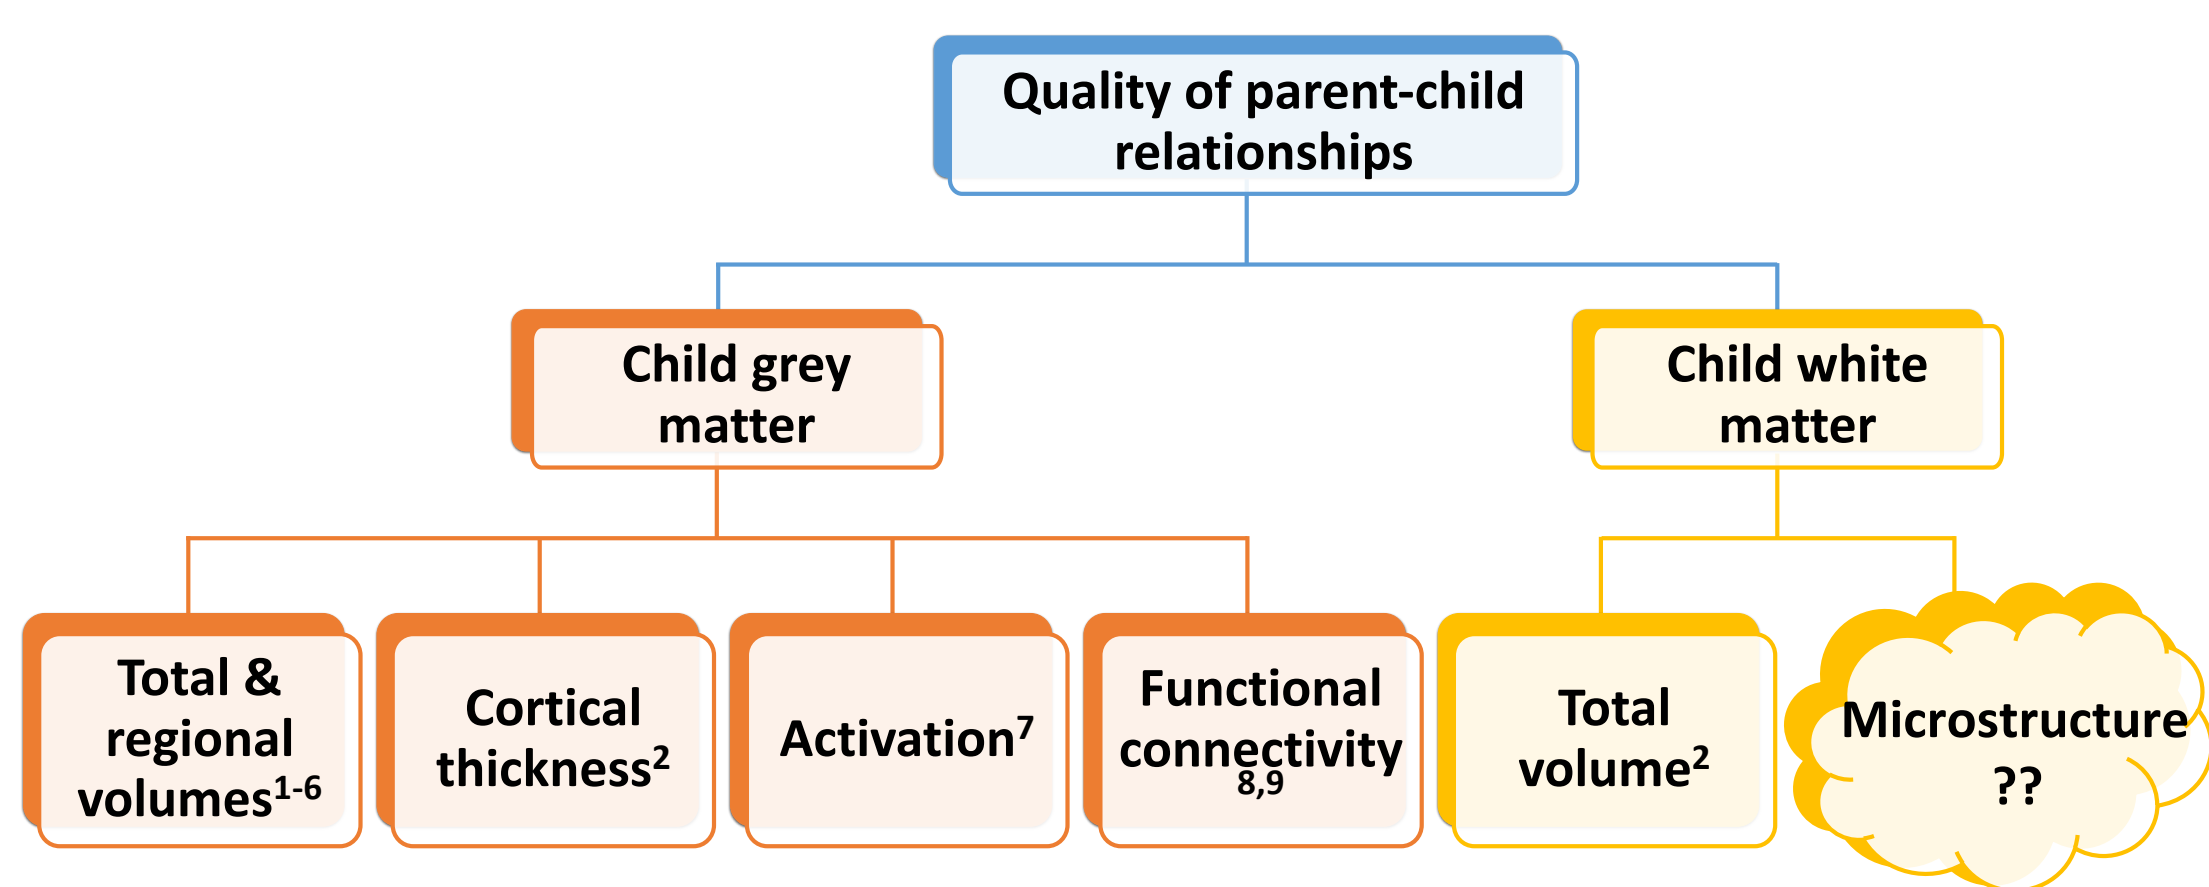 Quality of parent-child
relationships
Child grey
matter
Child white
matter
Total &
regional
volumes¹⁻⁶
Cortical
thickness²
Activation⁷
Functional
connectivity
8,9
Total
volume²
Microstructure
??